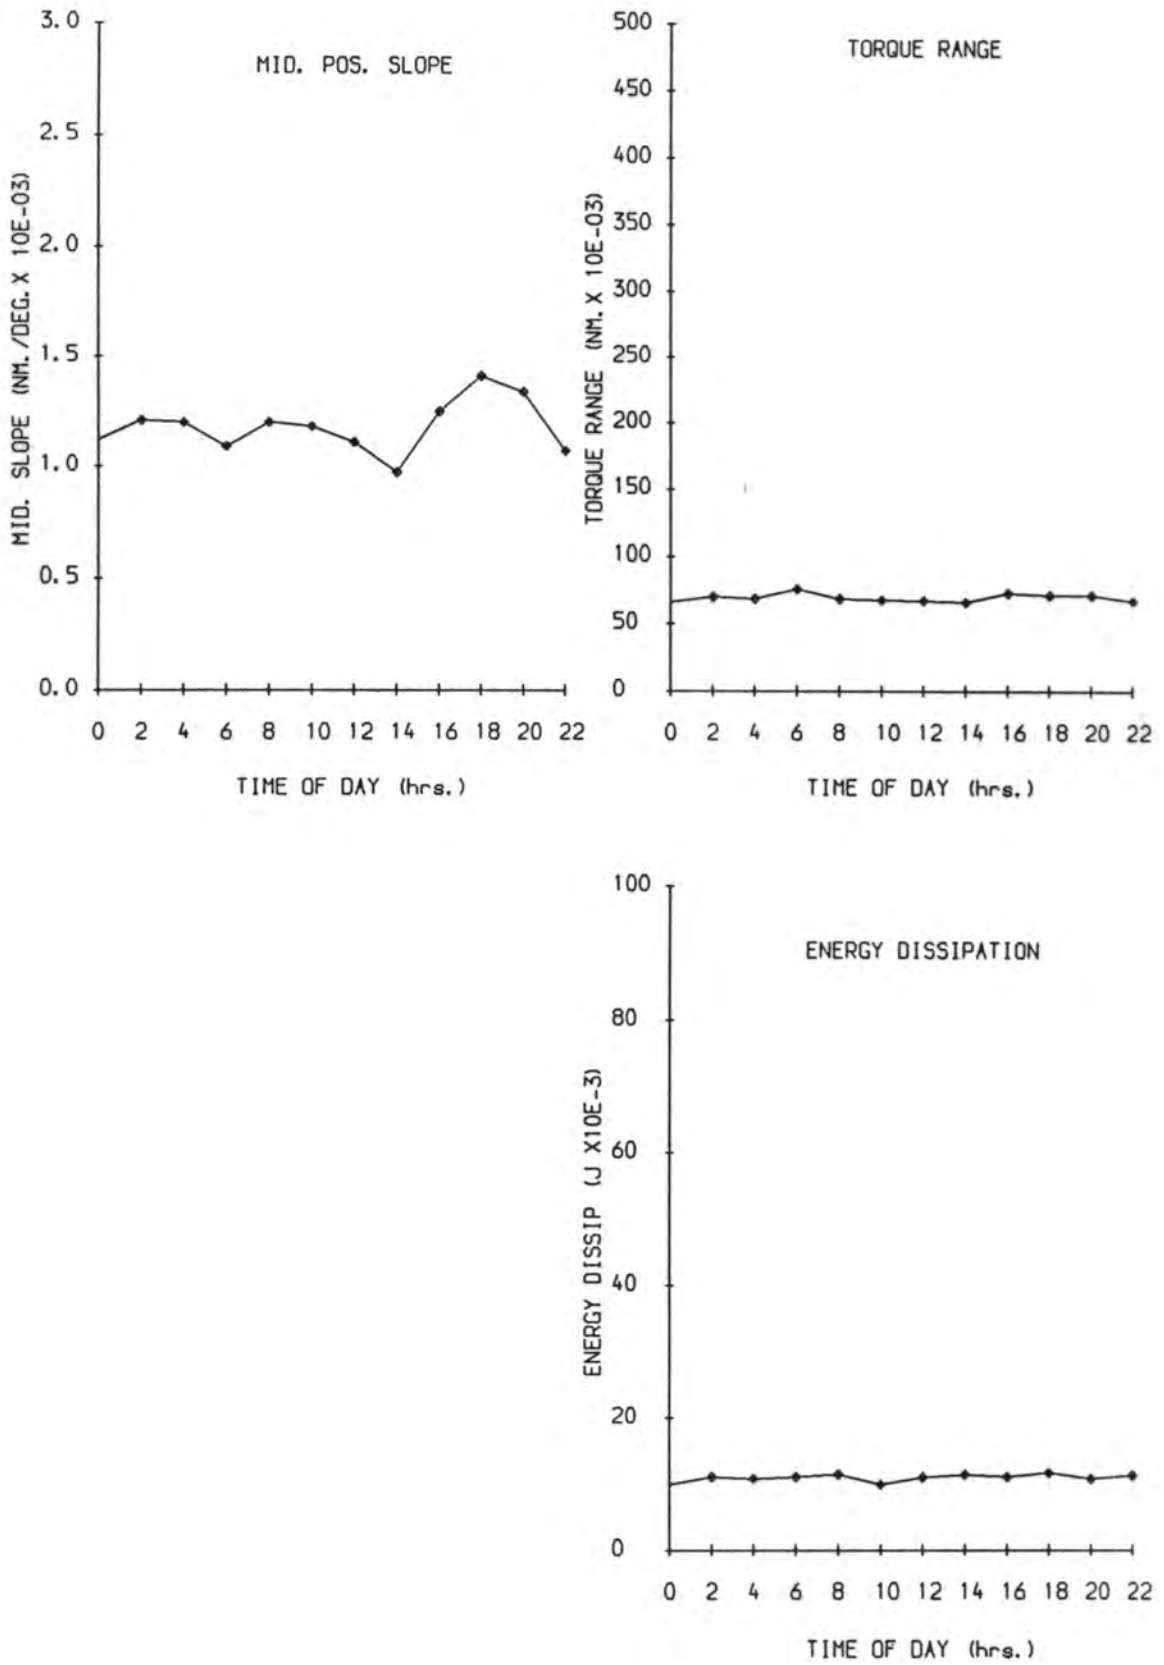 MID. POS. SLOPE
3.0
2.5
2.0
1.5
1.0
0.5
0.0
MID. SLOPE (NM./DEG.X 10E-03)
0 2 4 6 8 10 12 14 16 18 20 22
TIME OF DAY (hrs.)
TORQUE RANGE
500
450
400
350
300
250
200
150
100
50
0
TORQUE RANGE (NM.X 10E-03)
0 2 4 6 8 10 12 14 16 18 20 22
TIME OF DAY (hrs.)
ENERGY DISSIPATION
100
80
60
40
20
0
ENERGY DISSIP (J X10E-3)
0 2 4 6 8 10 12 14 16 18 20 22
TIME OF DAY (hrs.)